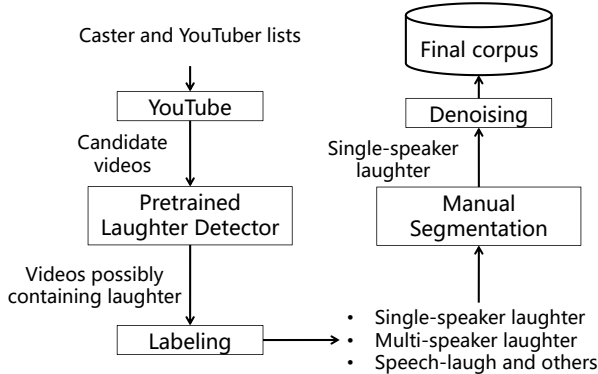 Caster and YouTuber lists
YouTube
Candidate
videos
Pretrained
Laughter Detector
Videos possibly
containing laughter
Labeling
• Single-speaker laughter
• Multi-speaker laughter
• Speech-laugh and others
Manual
Segmentation
Single-speaker
laughter
Denoising
Final corpus